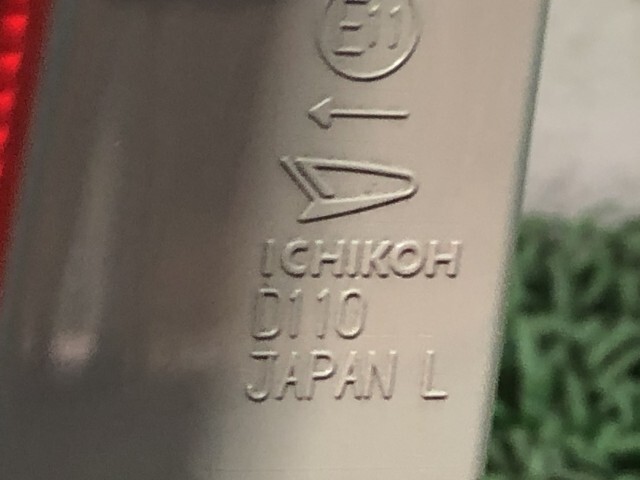 E11
ICHIKOH
D110
JAPAN L